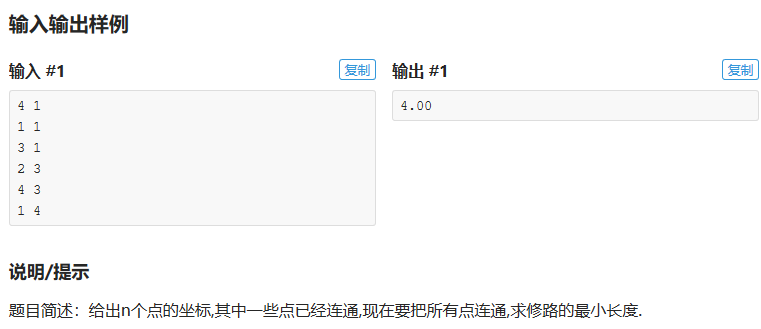 输入输出样例
输入 #1
复制
4 1
1 1
3 1
2 3
4 3
1 4
输出 #1
复制
4.00
说明/提示
题目简述：给出n个点的坐标,其中一些点已经连通,现在要把所有点连通,求修路的最小长度.